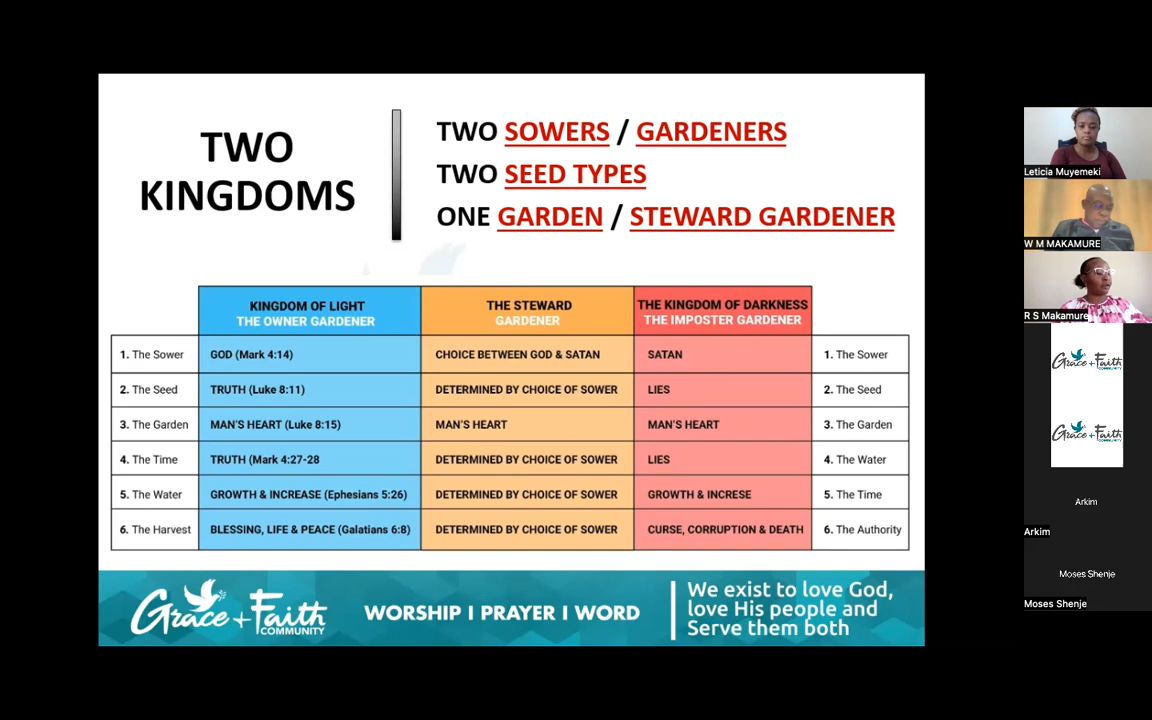 TWO
KINGDOMS
TWO SOWERS / GARDENERS
TWO SEED TYPES
ONE GARDEN / STEWARD GARDENER
KINGDOM OF LIGHT
THE OWNER GARDENER
THE STEWARD
GARDENER
THE KINGDOM OF DARKNESS
THE IMPOSTER GARDENER
1. The Sower GOD (Mark 4:14) CHOICE BETWEEN GOD & SATAN SATAN 1. The Sower
2. The Seed TRUTH (Luke 8:11) DETERMINED BY CHOICE OF SOWER LIES 2. The Seed
3. The Garden MAN'S HEART (Luke 8:15) MAN'S HEART MAN'S HEART 3. The Garden
4. The Time TRUTH (Mark 4:27-28 DETERMINED BY CHOICE OF SOWER LIES 4. The Water
5. The Water GROWTH & INCREASE (Ephesians 5:26) DETERMINED BY CHOICE OF SOWER GROWTH & INCRESE 5. The Time
6. The Harvest BLESSING, LIFE & PEACE (Galatians 6:8) DETERMINED BY CHOICE OF SOWER CURSE, CORRUPTION & DEATH 6. The Authority
Grace + Faith
COMMUNITY
WORSHIP I PRAYER I WORD
We exist to love God,
love His people and
Serve them both
Leticia Muyemeki
W M MAKAMURE
R S Makamure
Grace + Faith
COMMUNITY
Grace + Faith
COMMUNITY
Arkim
Arkim
Moses Shenje
Moses Shenje